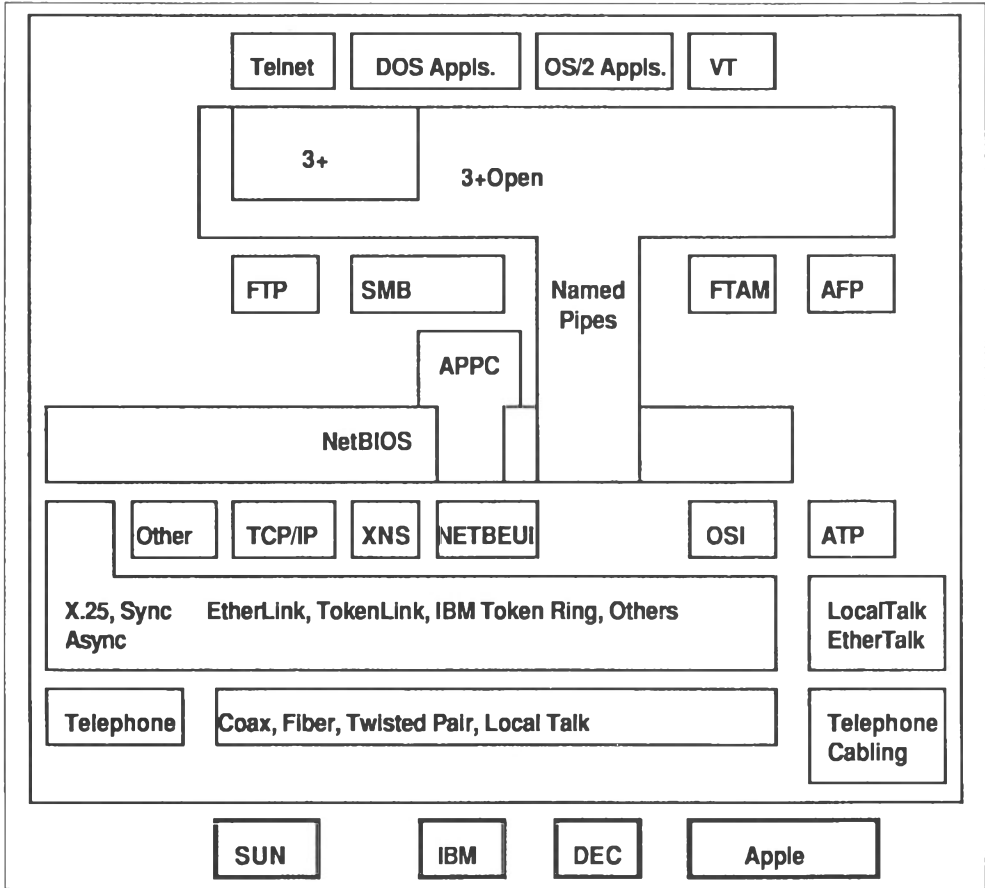 Telnet DOS Appls. OS/2 Appls. VT
3+
3+Open
FTP SMB Named Pipes FTAM AFP
APPC
NetBIOS
Other TCP/IP XNS NETBEUI OSI ATP
X.25, Sync EtherLink, TokenLink, IBM Token Ring, Others LocalTalk
Async EtherTalk
Telephone Coax, Fiber, Twisted Pair, Local Talk Telephone
Cabling
SUN IBM DEC Apple